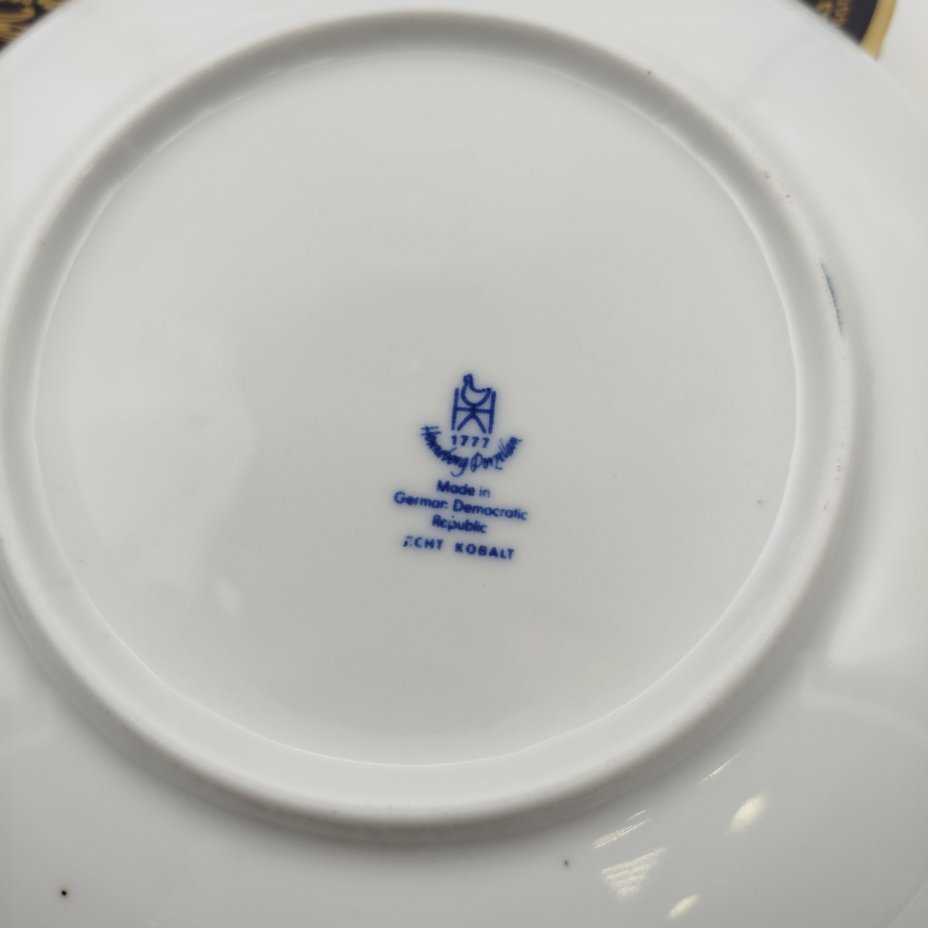 1777
Henneberg Porzellan
Made in
German Democratic
Republic
ECHT KOBALT